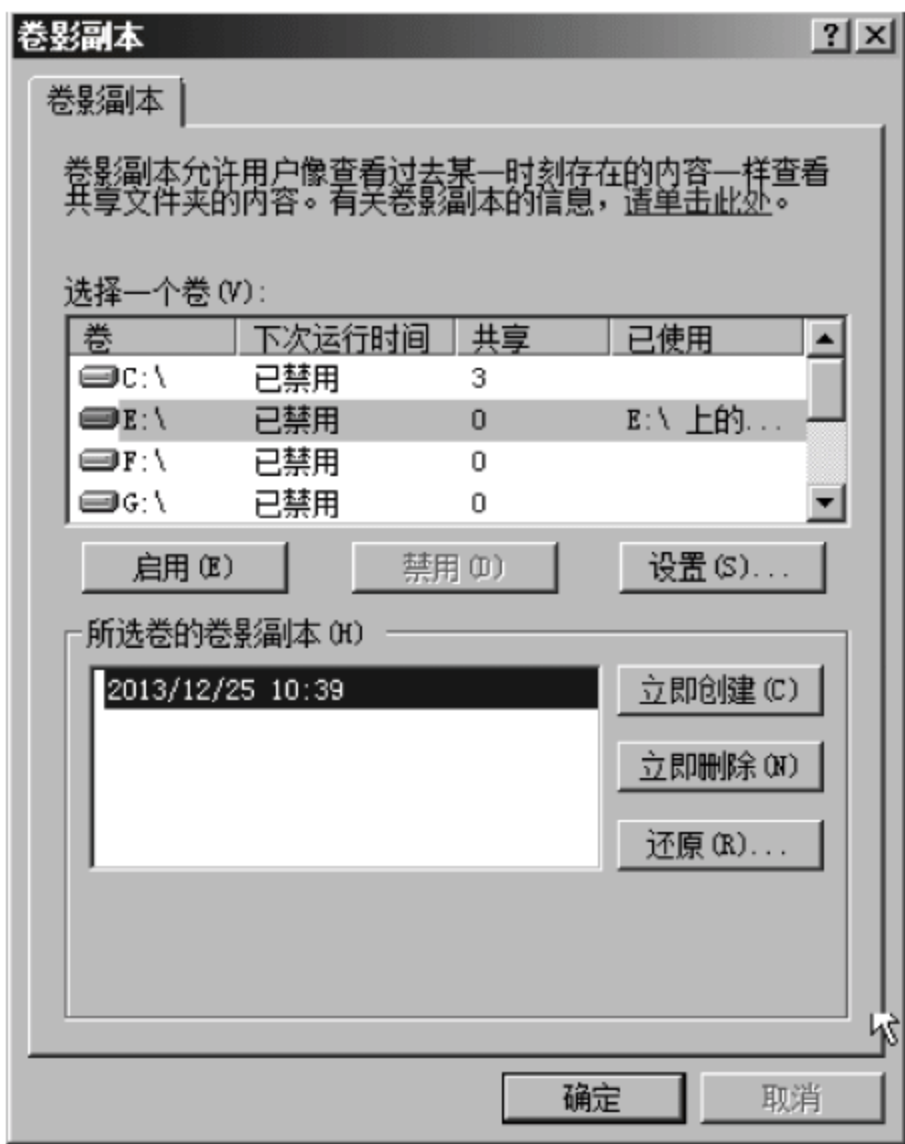 卷影副本
卷影副本
卷影副本允许用户像查看过去某一时刻存在的内容一样查看
共享文件夹的内容。有关卷影副本的信息，请单击此处。
选择一个卷(V):
卷 下次运行时间 共享 已使用
C:\ 已禁用 3
E:\ 已禁用 0 E:\ 上的...
F:\ 已禁用 0
G:\ 已禁用 0
启用(E) 禁用(D) 设置(S)...
所选卷的卷影副本(H)
2013/12/25 10:39
立即创建(C)
立即删除(N)
还原(R)...
确定 取消